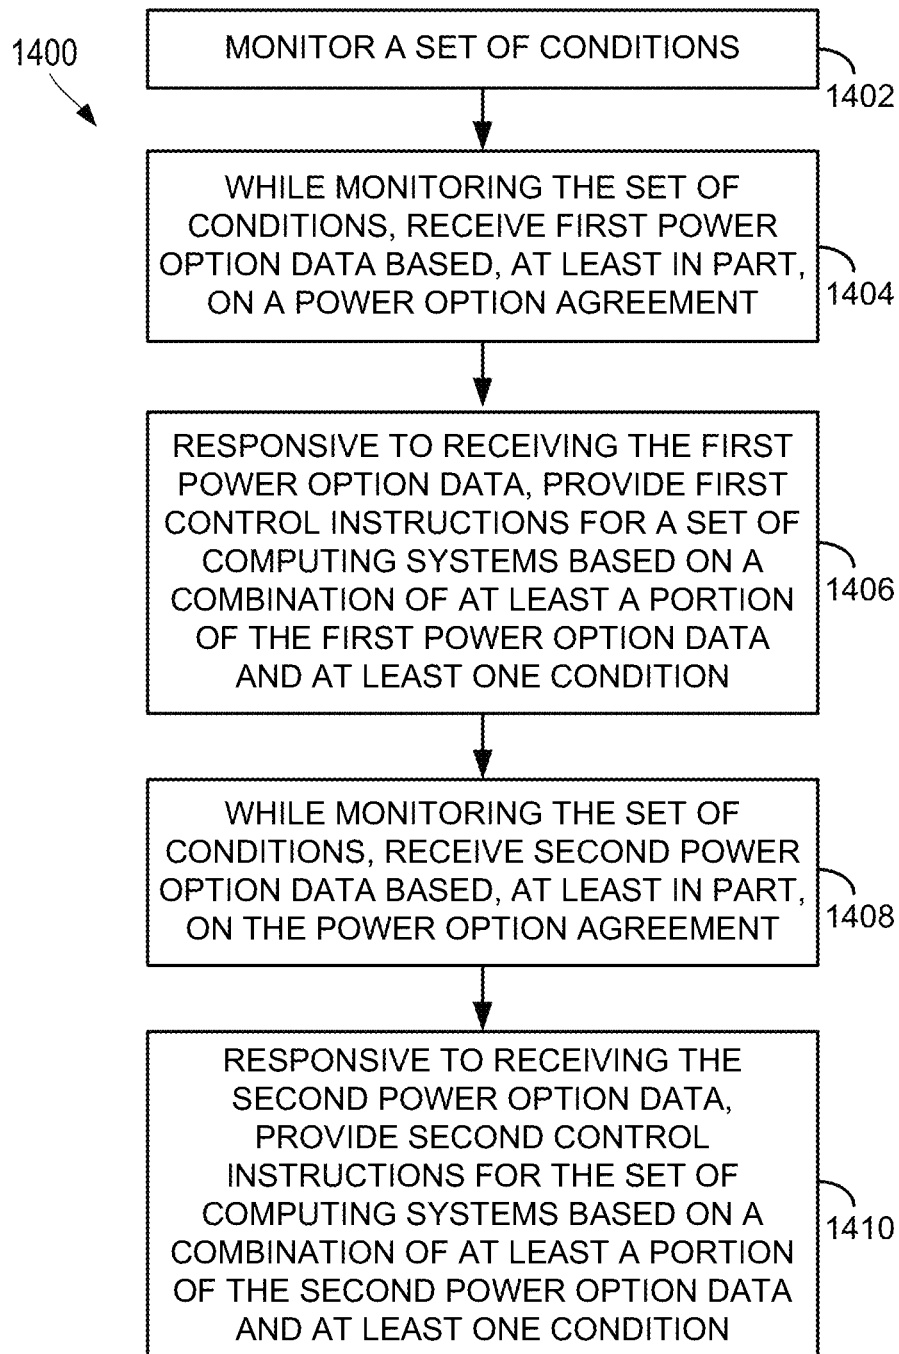 1400
MONITOR A SET OF CONDITIONS
1402
WHILE MONITORING THE SET OF
CONDITIONS, RECEIVE FIRST POWER
OPTION DATA BASED, AT LEAST IN PART,
ON A POWER OPTION AGREEMENT
1404
RESPONSIVE TO RECEIVING THE FIRST
POWER OPTION DATA, PROVIDE FIRST
CONTROL INSTRUCTIONS FOR A SET OF
COMPUTING SYSTEMS BASED ON A
COMBINATION OF AT LEAST A PORTION
OF THE FIRST POWER OPTION DATA
AND AT LEAST ONE CONDITION
1406
WHILE MONITORING THE SET OF
CONDITIONS, RECEIVE SECOND POWER
OPTION DATA BASED, AT LEAST IN PART,
ON THE POWER OPTION AGREEMENT
1408
RESPONSIVE TO RECEIVING THE
SECOND POWER OPTION DATA,
PROVIDE SECOND CONTROL
INSTRUCTIONS FOR THE SET OF
COMPUTING SYSTEMS BASED ON A
COMBINATION OF AT LEAST A PORTION
OF THE SECOND POWER OPTION DATA
AND AT LEAST ONE CONDITION
1410